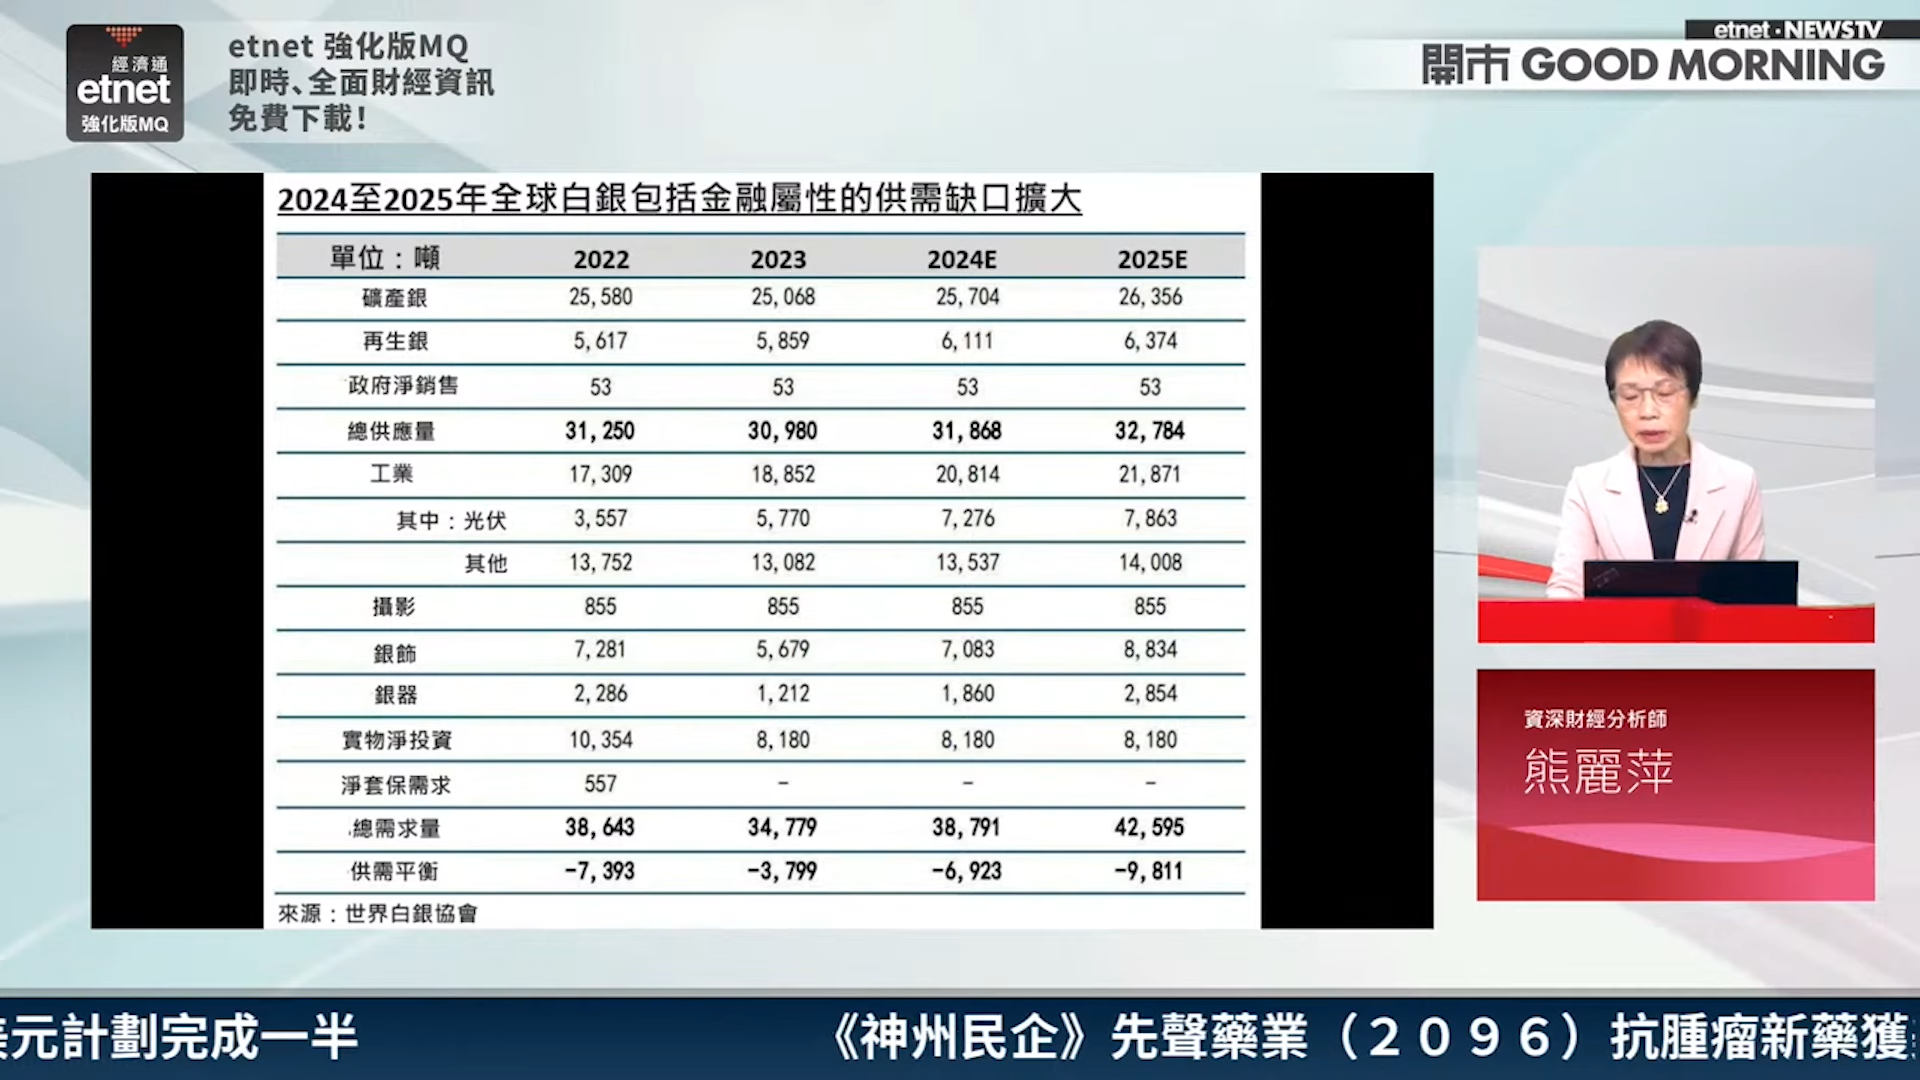 經濟通
etnet
強化版MQ
etnet 強化版MQ
即時、全面財經資訊
免費下載！
etnet·NEWSTV
開市 GOOD MORNING
2024至2025年全球白銀包括金融屬性的供需缺口擴大
單位：噸 2022 2023 2024E 2025E
礦產銀 25,580 25,068 25,704 26,356
再生銀 5,617 5,859 6,111 6,374
政府淨銷售 53 53 53 53
總供應量 31,250 30,980 31,868 32,784
工業 17,309 18,852 20,814 21,871
其中：光伏 3,557 5,770 7,276 7,863
其他 13,752 13,082 13,537 14,008
攝影 855 855 855 855
銀飾 7,281 5,679 7,083 8,834
銀器 2,286 1,212 1,860 2,854
實物淨投資 10,354 8,180 8,180 8,180
淨套保需求 557 － － －
總需求量 38,643 34,779 38,791 42,595
供需平衡 -7,393 -3,799 -6,923 -9,811
來源：世界白銀協會
資深財經分析師
熊麗萍
元計劃完成一半 《神州民企》先聲藥業（２０９６）抗腫瘤新藥獲